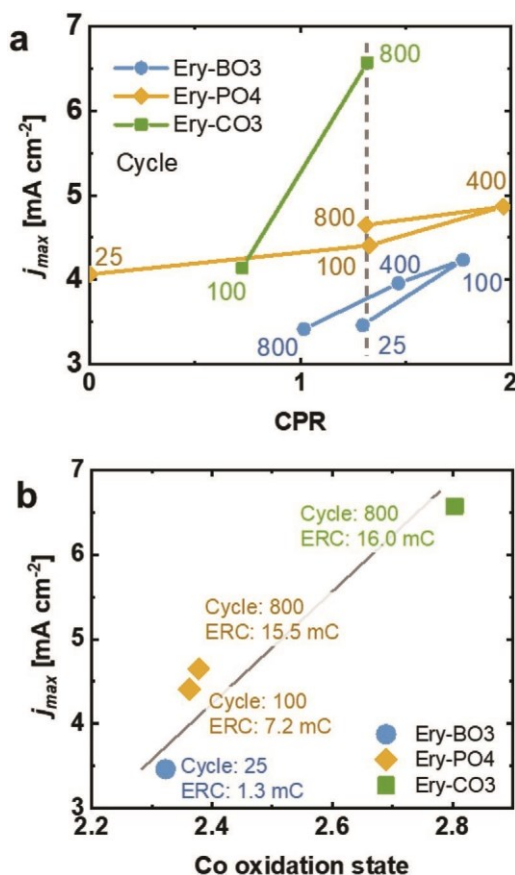 a
7
6
5
4
3
j_max [mA cm⁻²]
Ery-BO3
Ery-PO4
Ery-CO3
Cycle
800
400
800
25
100
400
100
100
800
25
0
1
2
CPR
b
7
6
5
4
3
j_max [mA cm⁻²]
Cycle: 800
ERC: 16.0 mC
Cycle: 800
ERC: 15.5 mC
Cycle: 100
ERC: 7.2 mC
Cycle: 25
ERC: 1.3 mC
Ery-BO3
Ery-PO4
Ery-CO3
2.2
2.4
2.6
2.8
Co oxidation state